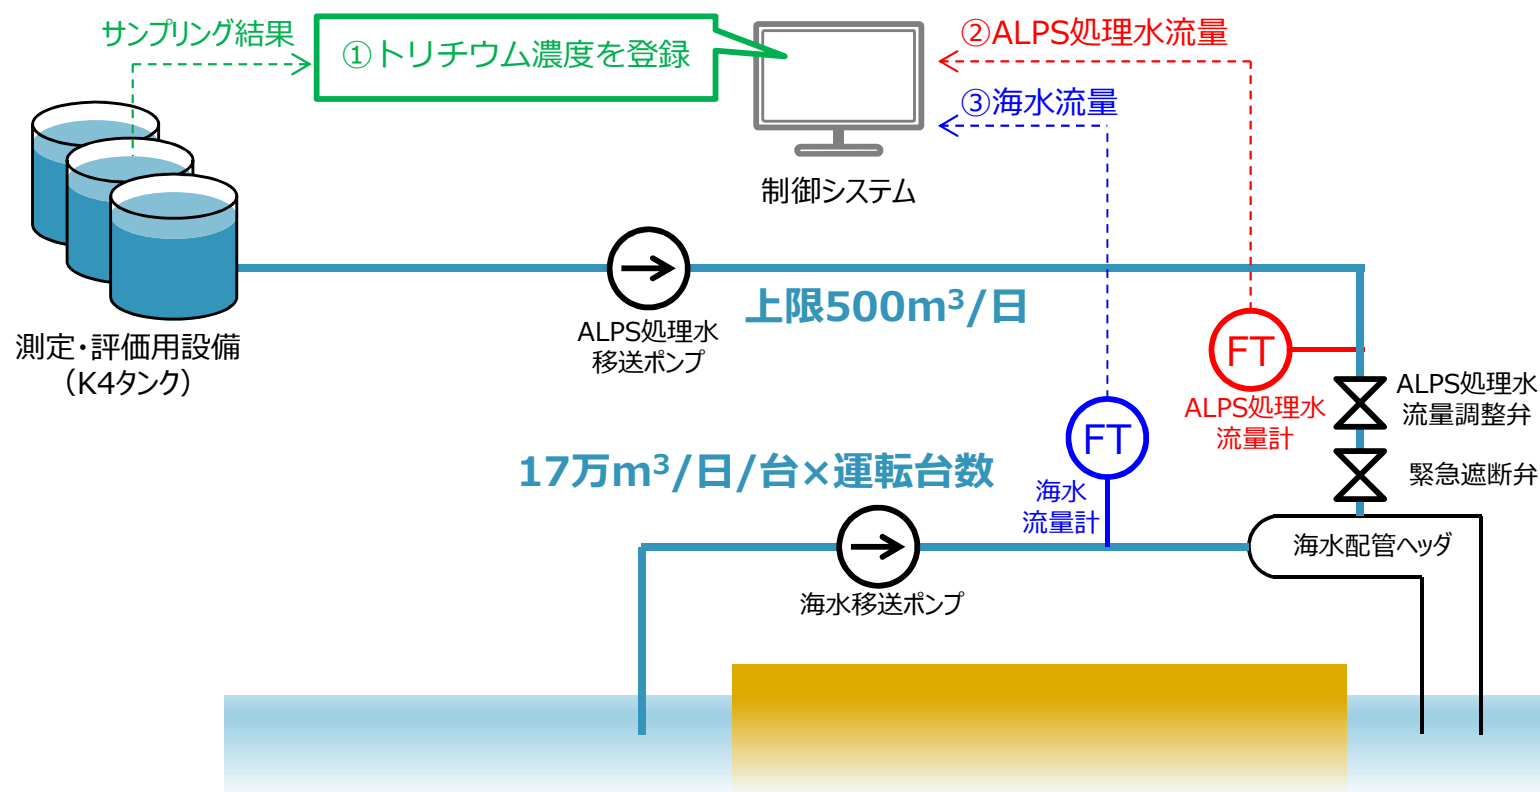 サンプリング結果
①トリチウム濃度を登録
②ALPS処理水流量
③海水流量
制御システム
測定・評価用設備
（K4タンク）
ALPS処理水
移送ポンプ
上限500m³/日
FT
ALPS処理水
流量計
ALPS処理水
流量調整弁
緊急遮断弁
17万m³/日/台×運転台数
FT
海水
流量計
海水移送ポンプ
海水配管ヘッダ